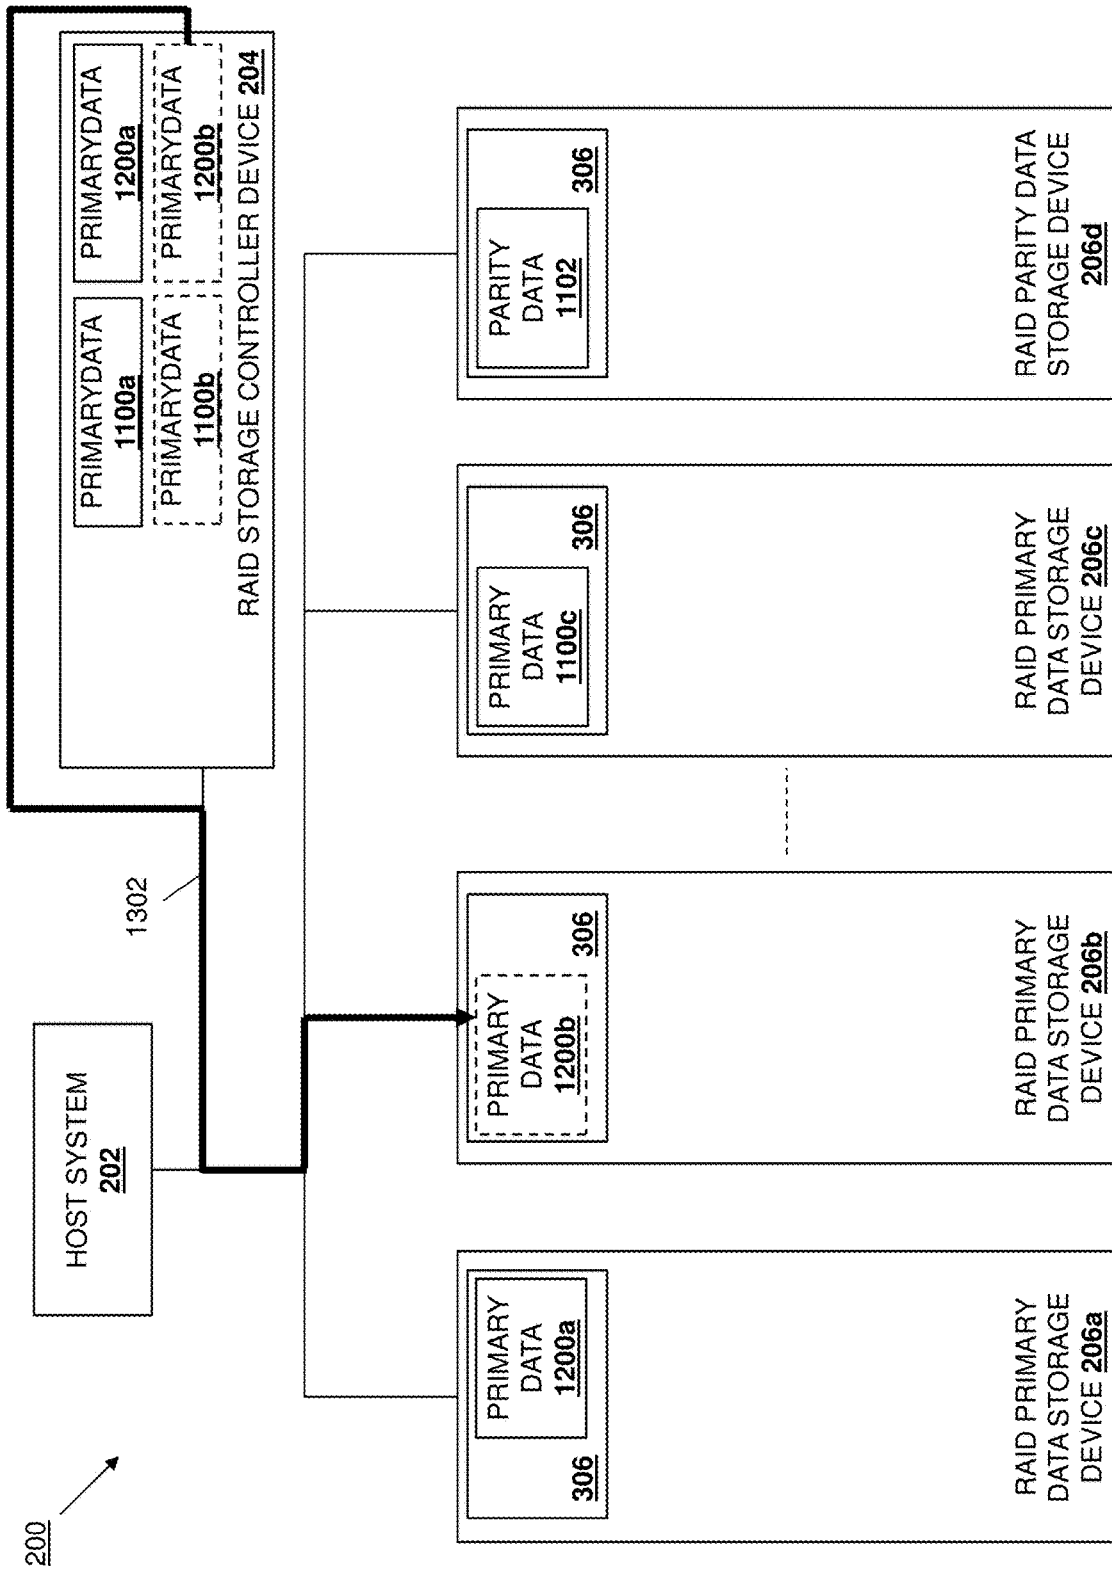 200
HOST SYSTEM
202
1302
PRIMARYDATA
1100a
PRIMARYDATA
1200a
PRIMARYDATA
1100b
PRIMARYDATA
1200b
RAID STORAGE CONTROLLER DEVICE 204
306
PRIMARY
DATA
1200a
RAID PRIMARY
DATA STORAGE
DEVICE 206a
PRIMARY
DATA
1200b
306
RAID PRIMARY
DATA STORAGE
DEVICE 206b
PRIMARY
DATA
1100c
306
RAID PRIMARY
DATA STORAGE
DEVICE 206c
PARITY
DATA
1102
306
RAID PARITY DATA
STORAGE DEVICE
206d